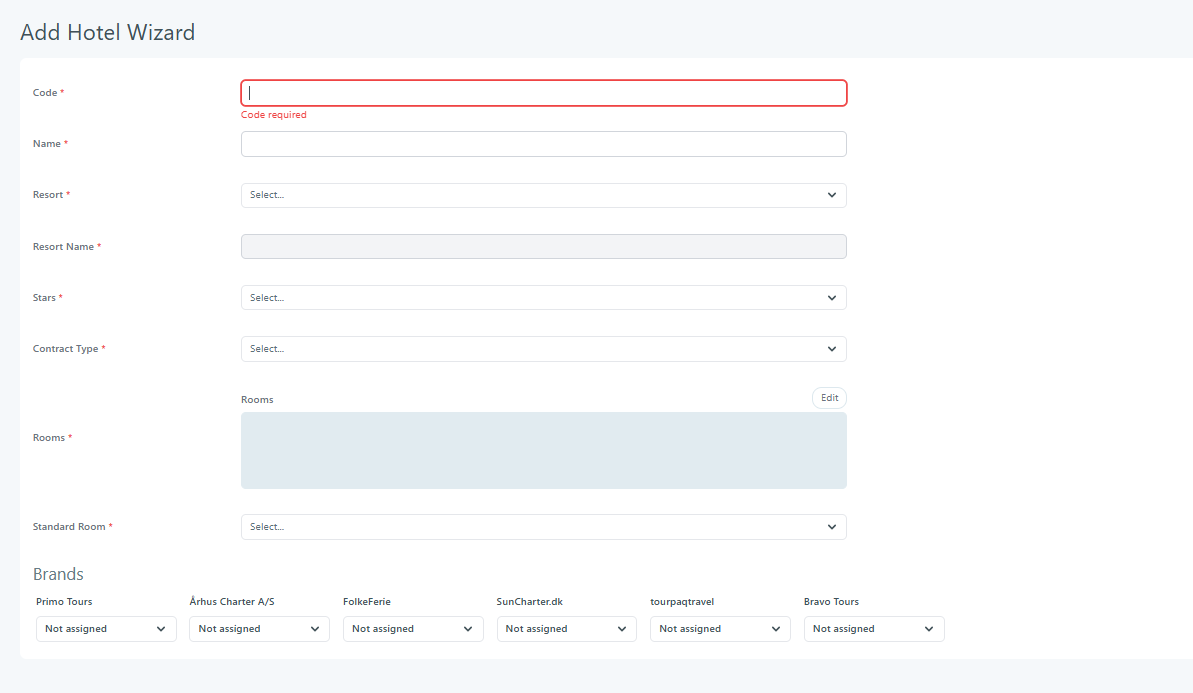 Add Hotel Wizard
Code *
Code required
Name *
Resort *
Select...
Resort Name *
Stars *
Select...
Contract Type *
Select...
Rooms
Edit
Rooms *
Standard Room *
Select...
Brands
Primo Tours
Århus Charter A/S
FolkeFerie
SunCharter.dk
tourpaqtravel
Bravo Tours
Not assigned
Not assigned
Not assigned
Not assigned
Not assigned
Not assigned